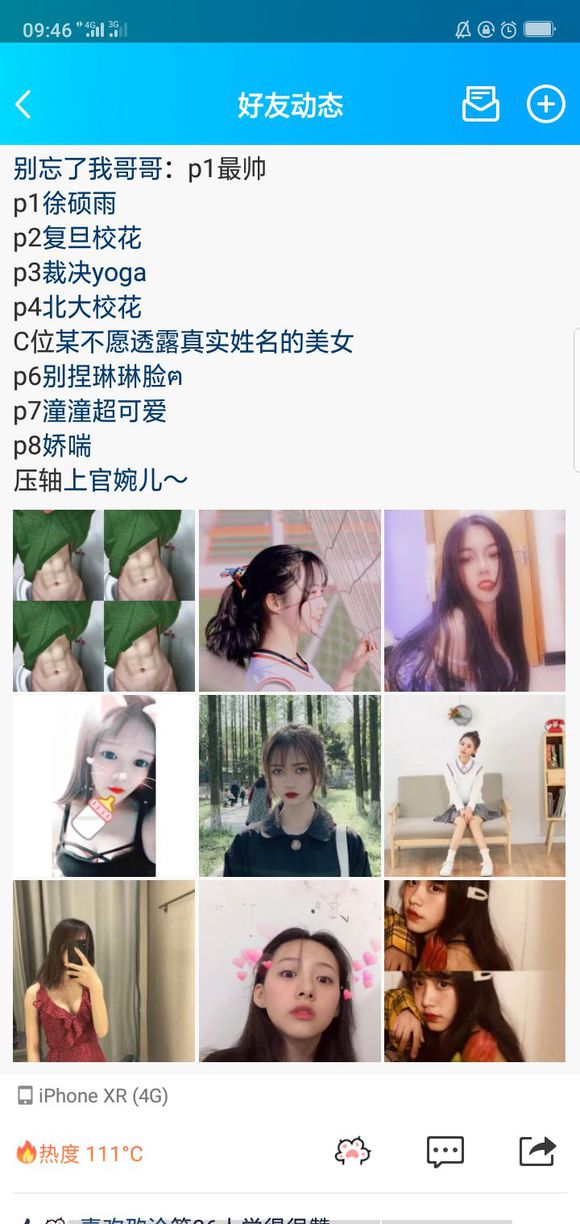 09:46 4G 3G
好友动态
别忘了我哥哥：p1最帅
p1徐硕雨
p2复旦校花
p3裁决yoga
p4北大校花
C位某不愿透露真实姓名的美女
p6别捏琳琳脸ฅ
p7潼潼超可爱
p8娇喘
压轴上官婉儿～
iPhone XR (4G)
热度 111°C